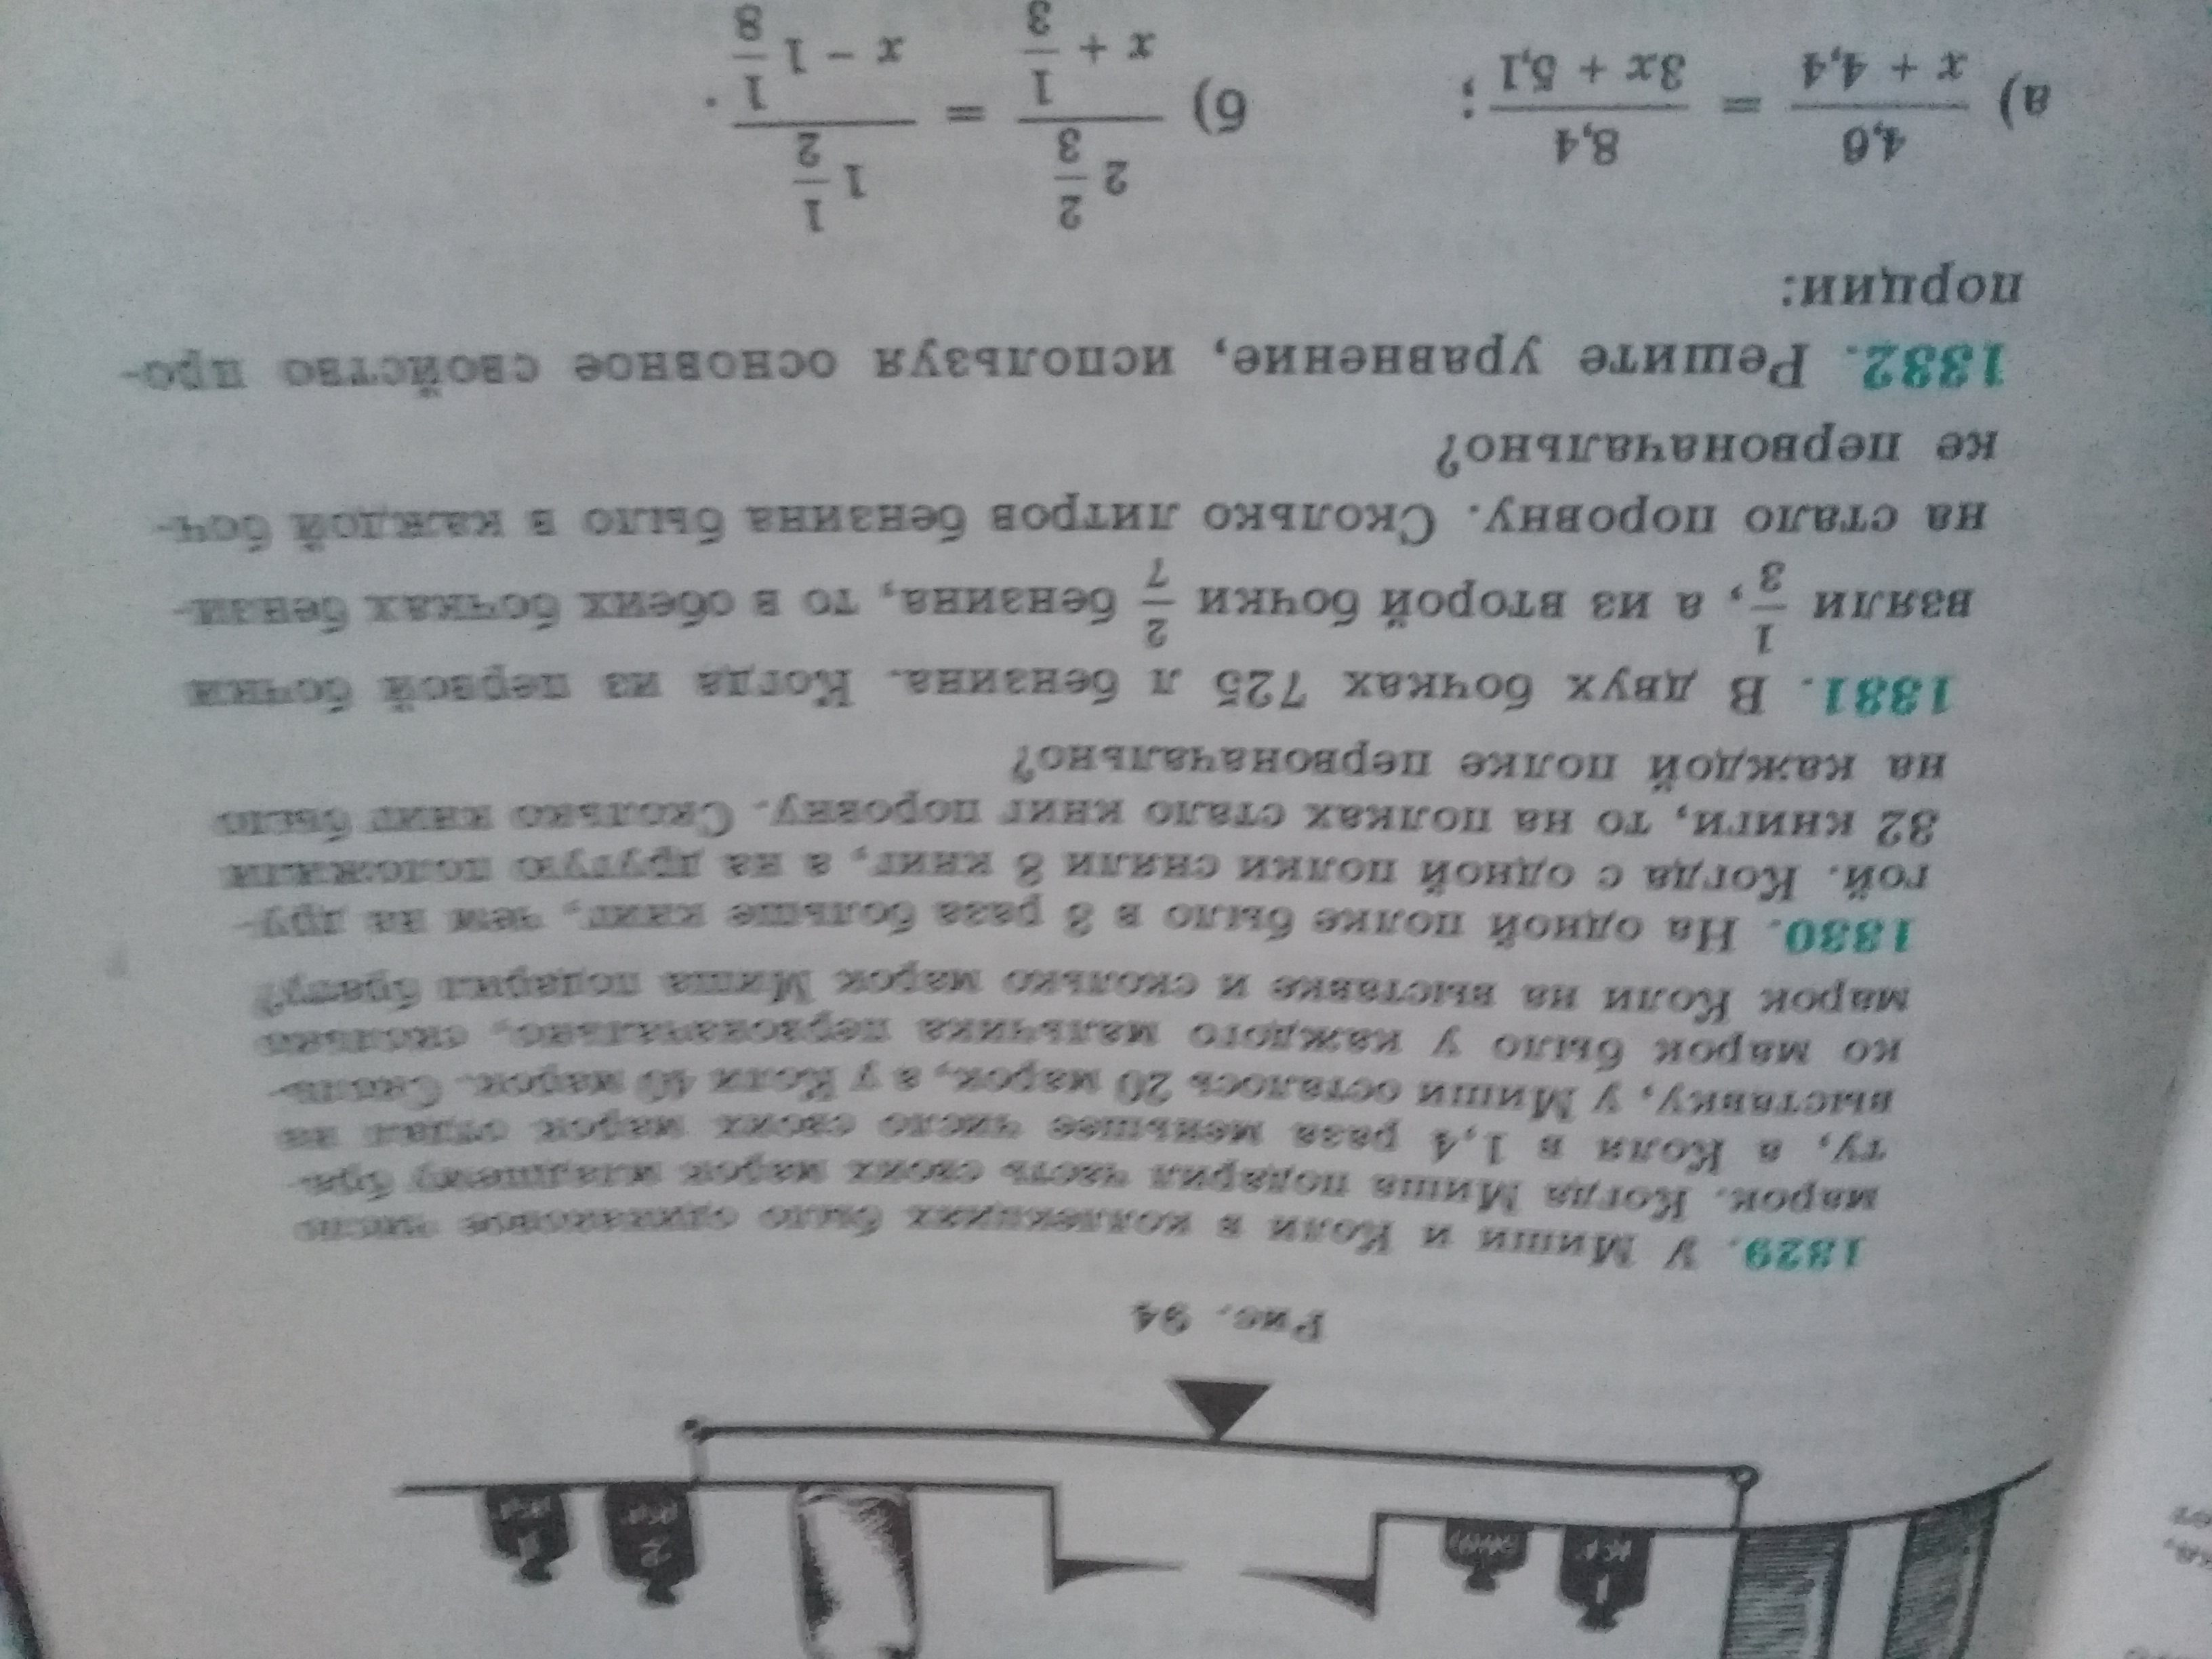 Рис. 94
1329. У Миши и Коли в коллекциях было одинаковое число
марок. Когда Миша подарил часть своих марок младшему бра-
ту, а Коля в 1,4 раза меньшее число своих марок отдал на
выставку, у Миши осталось 20 марок, а у Коли 40 марок. Сколь-
ко марок было у каждого мальчика первоначально, сколько
марок Коли на выставке и сколько марок Миша подарил брату?
1330. На одной полке было в 3 раза больше книг, чем на дру-
гой. Когда с одной полки сняли 8 книг, а на другую положили
32 книги, то на полках стало книг поровну. Сколько книг было
на каждой полке первоначально?
1331. В двух бочках 725 л бензина. Когда из первой бочки
взяли 1/3, а из второй бочки 2/7 бензина, то в обеих бочках бензи-
на стало поровну. Сколько литров бензина было в каждой боч-
ке первоначально?
1332. Решите уравнение, используя основное свойство про-
порции:
а) 4,6/(x + 4,4) = 8,4/(3x + 5,1); б) 2 2/3/(x + 1/3) = 1 1/2/(x − 1 1/8).